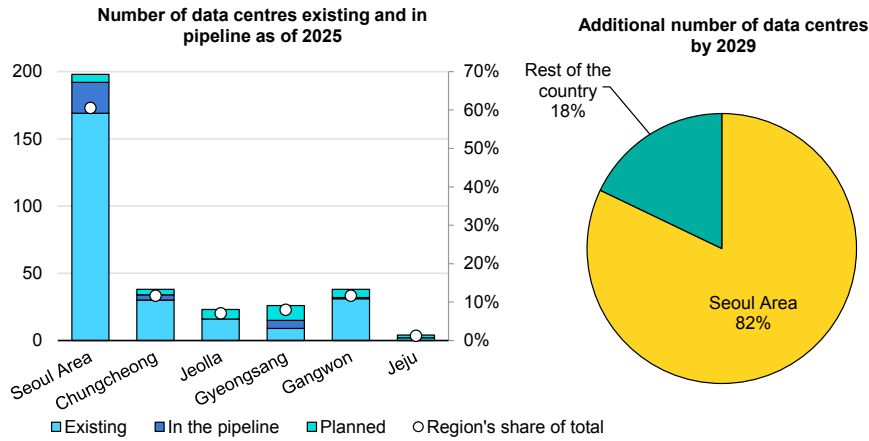 Number of data centres existing and in
pipeline as of 2025
200
150
100
50
0
70%
60%
50%
40%
30%
20%
10%
0%
Seoul Area
Chungcheong
Jeolla
Gyeongsang
Gangwon
Jeju
Existing
In the pipeline
Planned
Region's share of total
Additional number of data centres
by 2029
Rest of the
country
18%
Seoul Area
82%